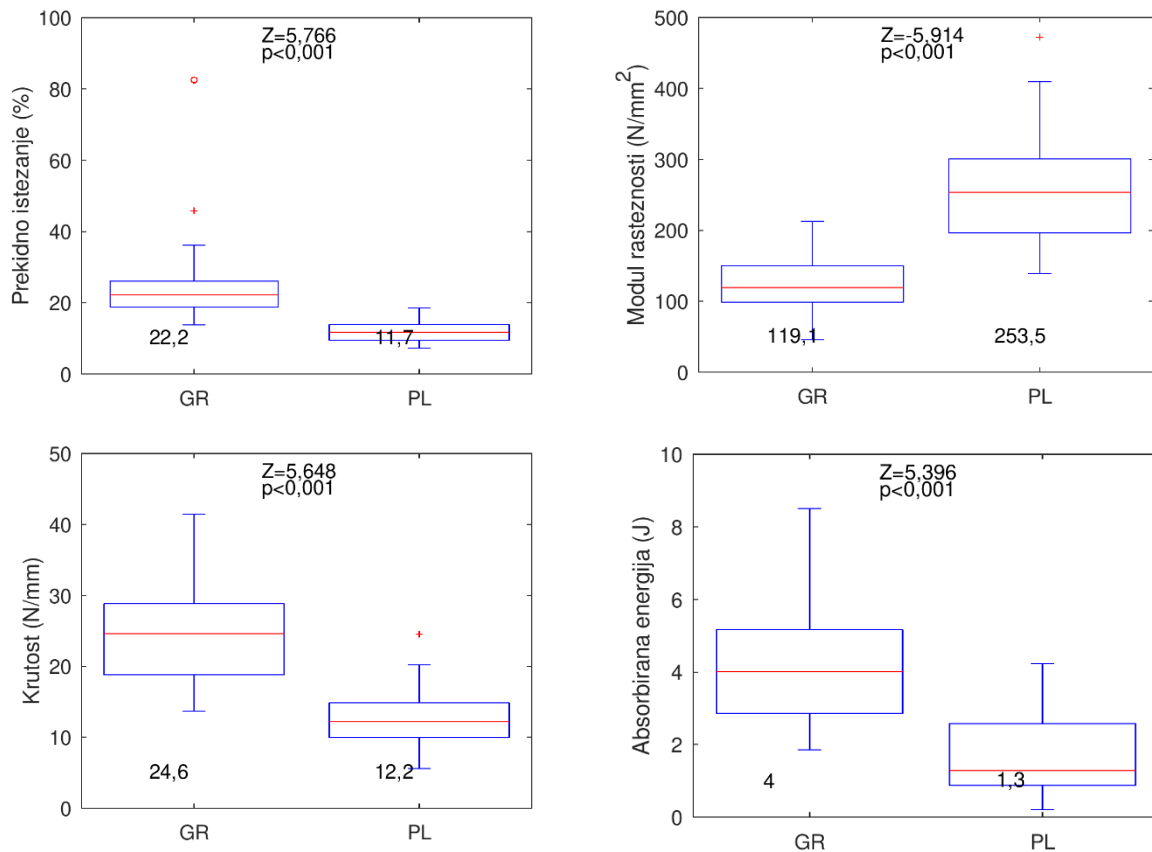 Prekidno istezanje (%)
100
80
60
40
20
0
Z=5,766
p<0,001
22,2
11,7
GR
PL
Modul rasteznosti (N/mm²)
500
400
300
200
100
0
Z=-5,914
p<0,001
119,1
253,5
GR
PL
Krutost (N/mm)
50
40
30
20
10
0
Z=5,648
p<0,001
24,6
12,2
GR
PL
Absorbirana energija (J)
10
8
6
4
2
0
Z=5,396
p<0,001
4
1,3
GR
PL